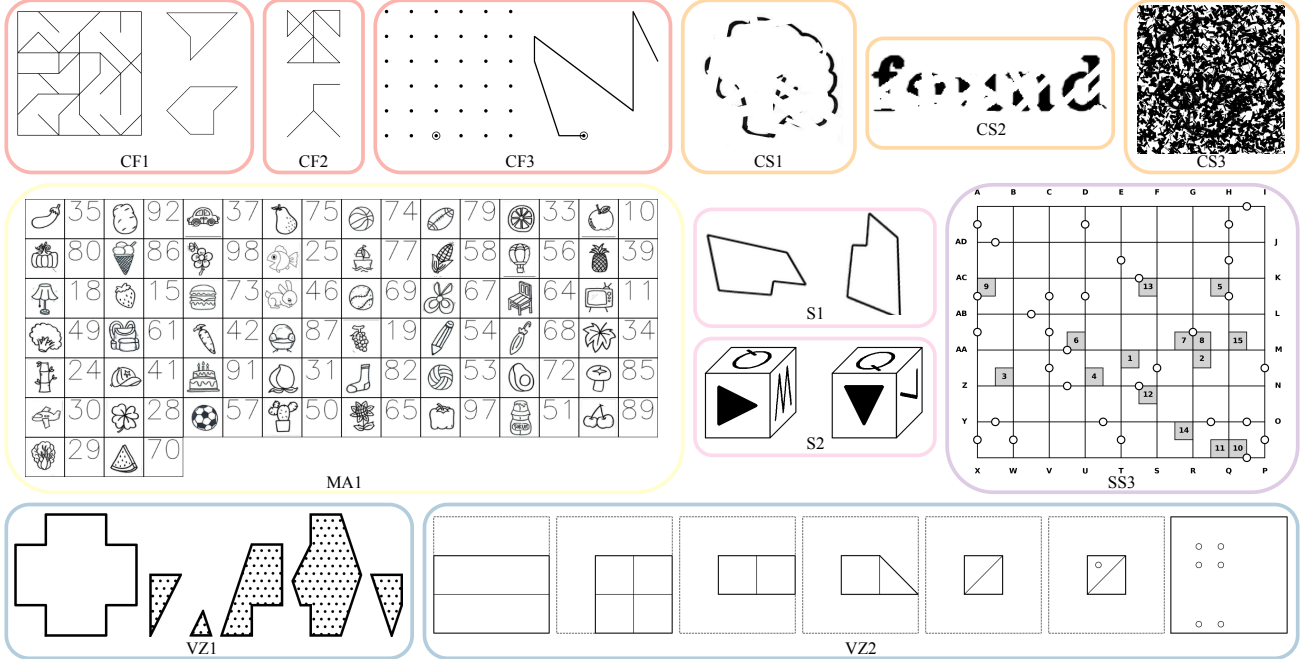 CF1
CF2
CF3
CS1
found
CS2
CS3
35 92 37 75 74 79 33 10
80 86 98 25 77 58 56 39
18 15 73 46 69 67 64 11
49 61 42 87 19 54 68 34
24 41 91 31 82 53 72 85
30 28 57 50 65 97 51 89
29 70
MA1
S1
Q M Q
S2
A B C D E F G H I
AD J
AC K
9 13 5
AB L
6 7 8 15
AA M
1 2
3 4
Z N
12
Y O
14
11 10
X W V U T S R Q P
SS3
VZ1
VZ2